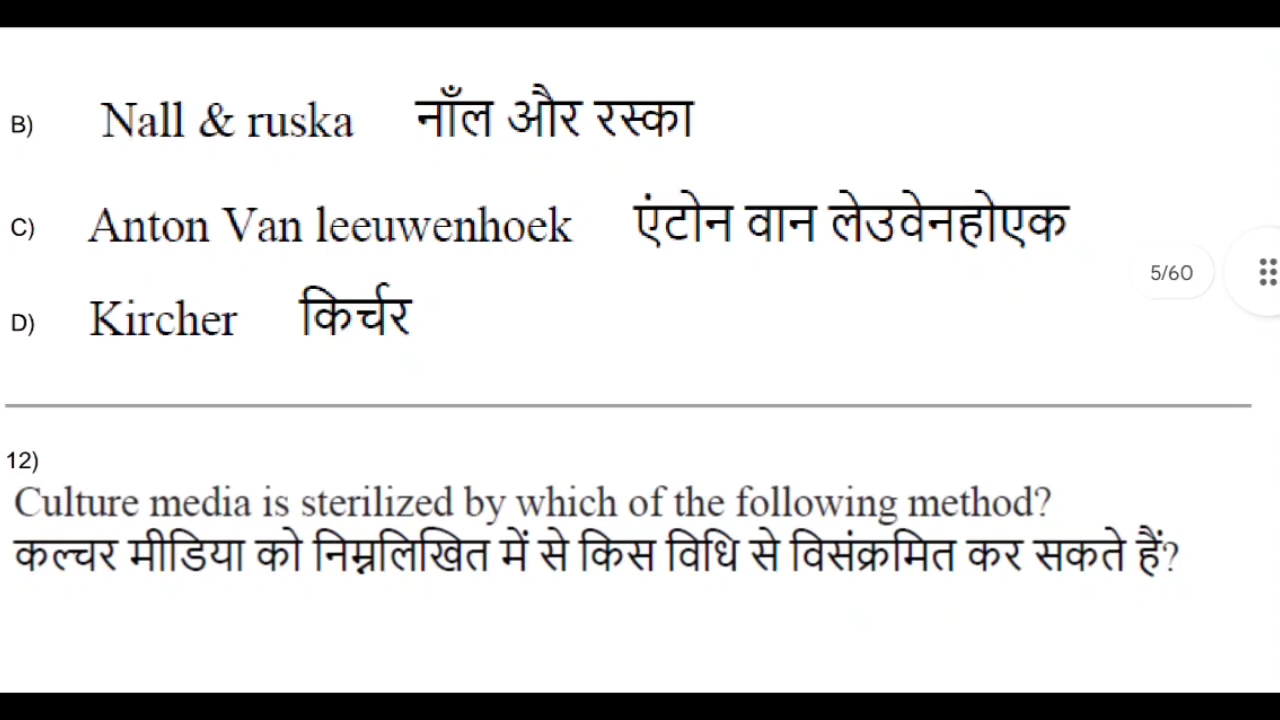 B) Nall & ruska नाँल और रस्का
C) Anton Van leeuwenhoek एंटोन वान लेउवेनहोएक
5/60
D) Kircher किर्चर
12)
Culture media is sterilized by which of the following method?
कल्चर मीडिया को निम्नलिखित में से किस विधि से विसंक्रमित कर सकते हैं?